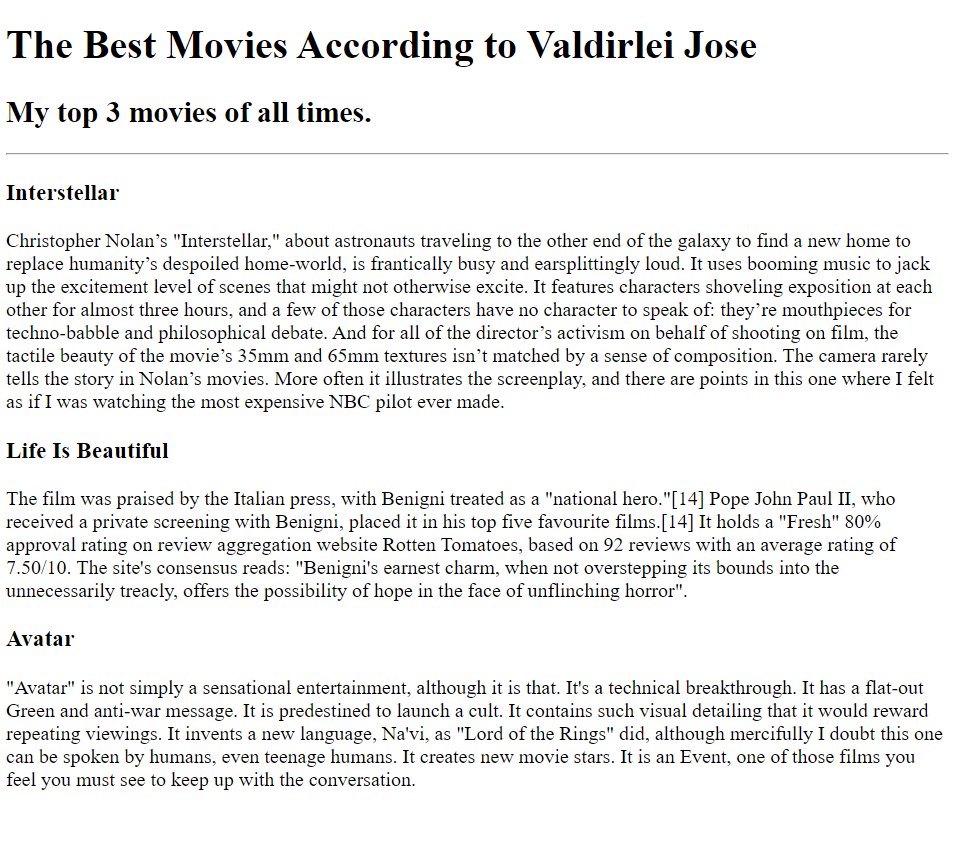 The Best Movies According to Valdirlei Jose
My top 3 movies of all times.
Interstellar
Christopher Nolan’s "Interstellar," about astronauts traveling to the other end of the galaxy to find a new home to
replace humanity’s despoiled home-world, is frantically busy and earsplittingly loud. It uses booming music to jack
up the excitement level of scenes that might not otherwise excite. It features characters shoveling exposition at each
other for almost three hours, and a few of those characters have no character to speak of: they’re mouthpieces for
techno-babble and philosophical debate. And for all of the director’s activism on behalf of shooting on film, the
tactile beauty of the movie’s 35mm and 65mm textures isn’t matched by a sense of composition. The camera rarely
tells the story in Nolan’s movies. More often it illustrates the screenplay, and there are points in this one where I felt
as if I was watching the most expensive NBC pilot ever made.
Life Is Beautiful
The film was praised by the Italian press, with Benigni treated as a "national hero."[14] Pope John Paul II, who
received a private screening with Benigni, placed it in his top five favourite films.[14] It holds a "Fresh" 80%
approval rating on review aggregation website Rotten Tomatoes, based on 92 reviews with an average rating of
7.50/10. The site's consensus reads: "Benigni's earnest charm, when not overstepping its bounds into the
unnecessarily treacly, offers the possibility of hope in the face of unflinching horror".
Avatar
"Avatar" is not simply a sensational entertainment, although it is that. It's a technical breakthrough. It has a flat-out
Green and anti-war message. It is predestined to launch a cult. It contains such visual detailing that it would reward
repeating viewings. It invents a new language, Na'vi, as "Lord of the Rings" did, although mercifully I doubt this one
can be spoken by humans, even teenage humans. It creates new movie stars. It is an Event, one of those films you
feel you must see to keep up with the conversation.